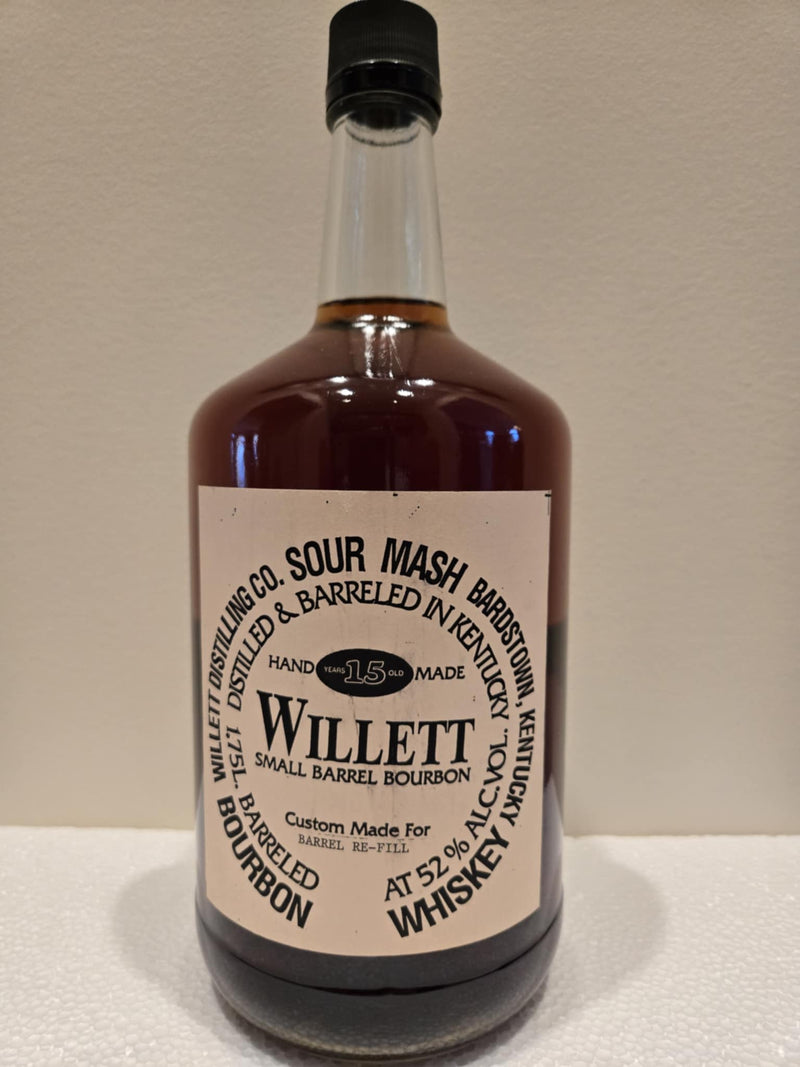 WILLETT DISTILLING CO. SOUR MASH BARDSTOWN, KENTUCKY
DISTILLED & BARRELED IN KENTUCKY
HAND YEARS 15 OLD MADE
WILLETT
SMALL BARREL BOURBON
Custom Made For
BARREL RE-FILL
1.75L. BARRELED AT 52% ALC. VOL.
BOURBON WHISKEY